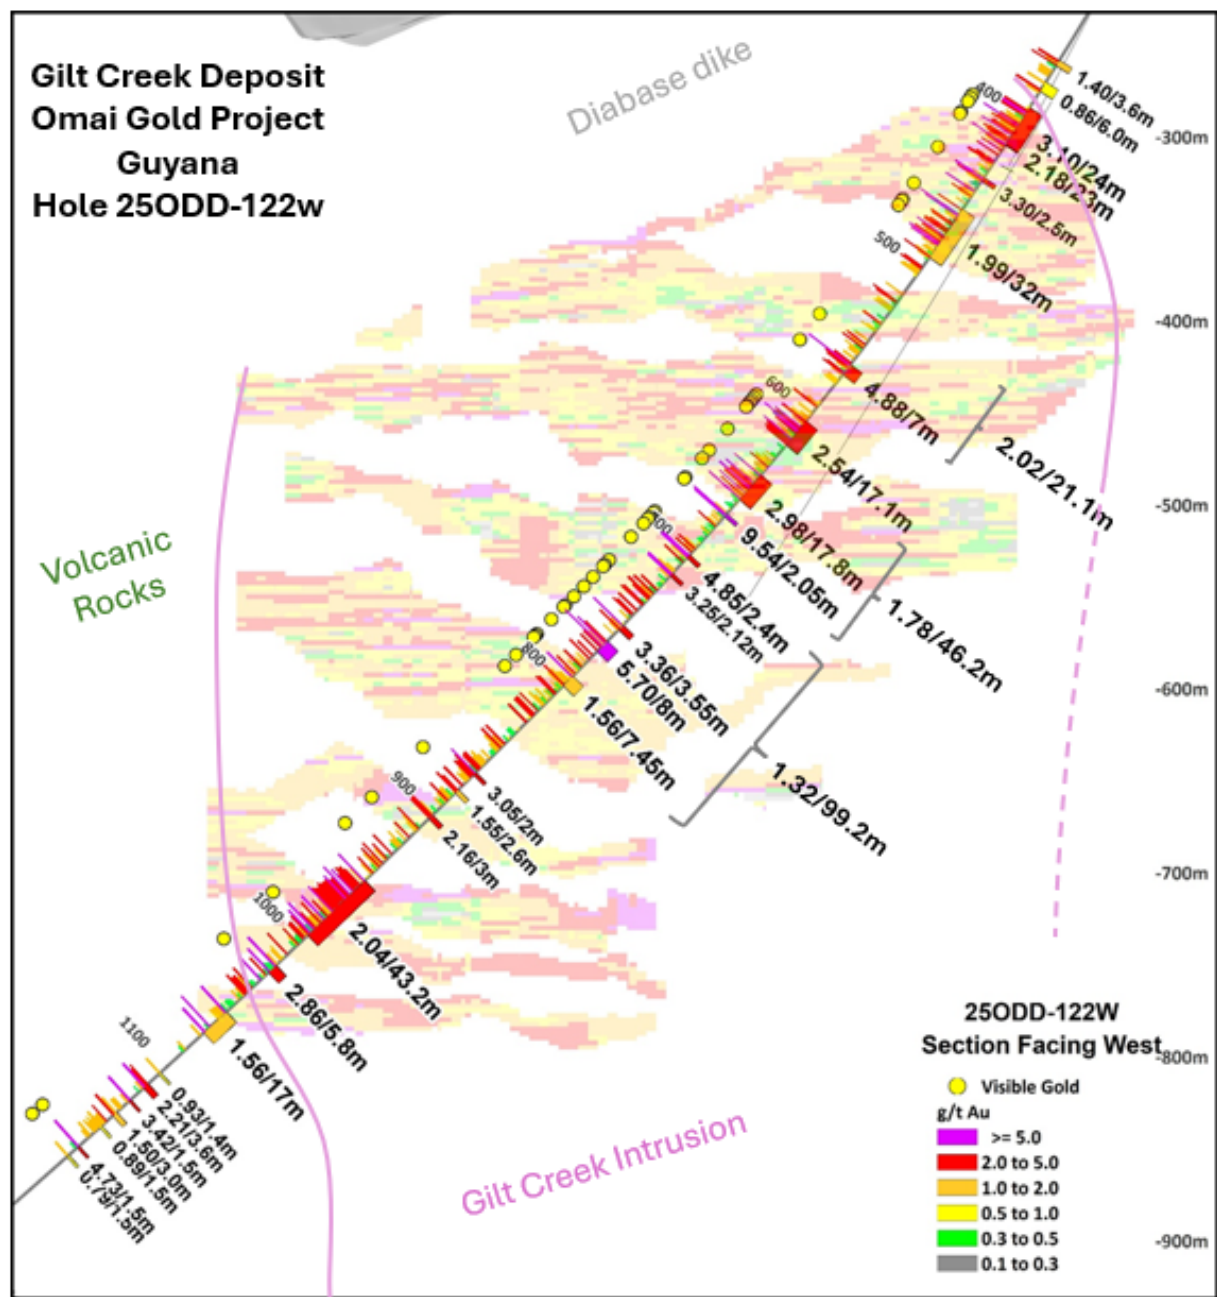 Gilt Creek Deposit
Omai Gold Project
Guyana
Hole 25ODD-122w
Diabase dike
400
1.40/3.6m
0.86/6.0m
-300m
3.10/24m
2.18/23m
3.30/2.5m
500
1.99/32m
-400m
600
4.88/7m
2.02/21.1m
2.54/17.1m
-500m
2.98/17.8m
9.54/2.05m
4.85/2.4m
3.25/2.12m
1.78/46.2m
Volcanic
Rocks
800
3.36/3.55m
5.70/8m
-600m
1.56/7.45m
1.32/99.2m
900
3.05/2m
1.55/2.6m
2.16/3m
-700m
1000
2.04/43.2m
2.86/5.8m
1100
1.56/17m
-800m
0.93/1.4m
2.21/3.6m
3.42/1.5m
1.50/3.0m
0.89/1.5m
4.73/1.5m
0.79/1.5m
Gilt Creek Intrusion
-900m
25ODD-122W
Section Facing West
Visible Gold
g/t Au
>= 5.0
2.0 to 5.0
1.0 to 2.0
0.5 to 1.0
0.3 to 0.5
0.1 to 0.3